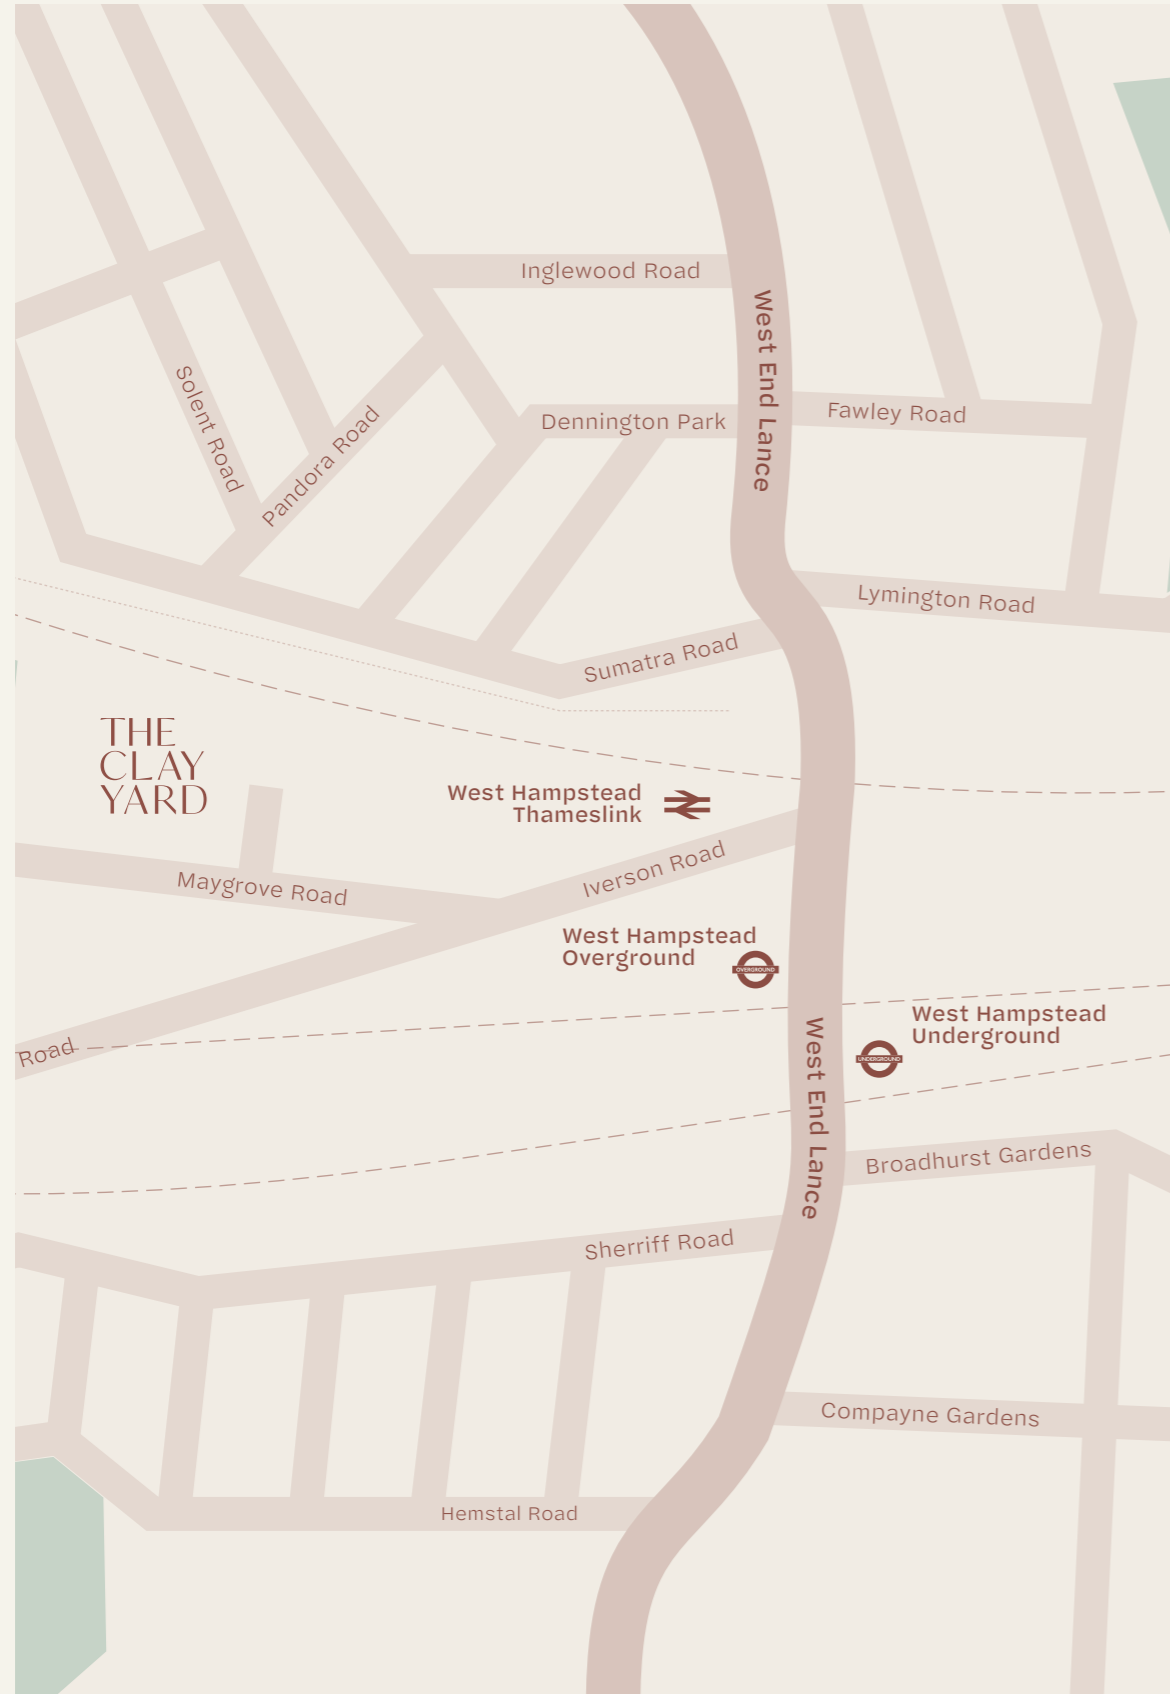 Inglewood Road
West End Lance
Solent Road
Pandora Road
Dennington Park
Fawley Road
Lymington Road
Sumatra Road
THE
CLAY
YARD
West Hampstead
Thameslink
Maygrove Road
Iverson Road
West Hampstead
Overground
OVERGROUND
West Hampstead
Underground
UNDERGROUND
Road
West End Lance
Broadhurst Gardens
Sherriff Road
Compayne Gardens
Hemstal Road